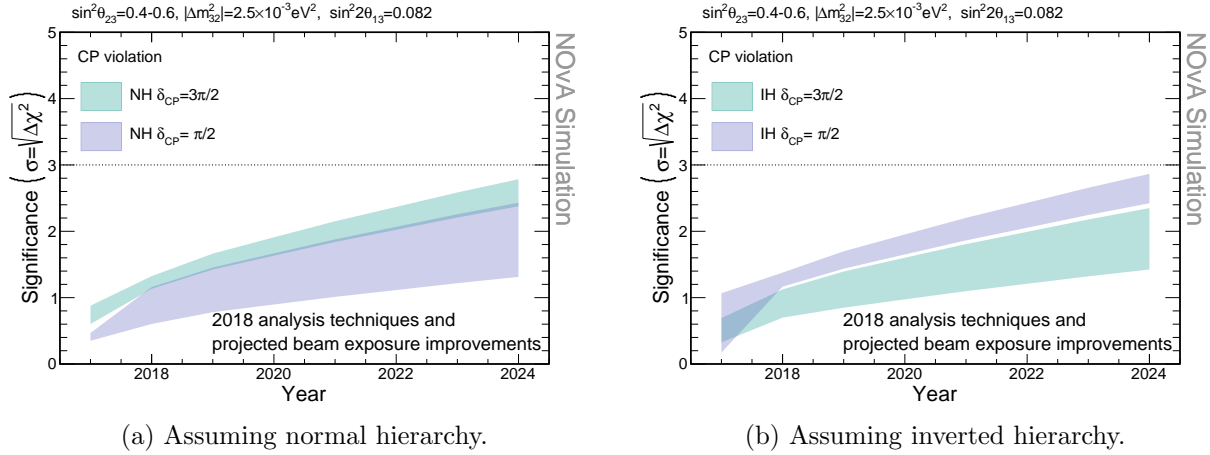 sin²θ₂₃=0.4-0.6, |Δm²₃₂|=2.5×10⁻³eV², sin²2θ₁₃=0.082
5
4
3
2
1
0
Significance (σ=√Δχ²)
CP violation
NH δCP=3π/2
NH δCP= π/2
2018 analysis techniques and
projected beam exposure improvements
2018 2020 2022 2024
Year
NOvA Simulation
(a) Assuming normal hierarchy.
sin²θ₂₃=0.4-0.6, |Δm²₃₂|=2.5×10⁻³eV², sin²2θ₁₃=0.082
5
4
3
2
1
0
Significance (σ=√Δχ²)
CP violation
IH δCP=3π/2
IH δCP= π/2
2018 analysis techniques and
projected beam exposure improvements
2018 2020 2022 2024
Year
NOvA Simulation
(b) Assuming inverted hierarchy.